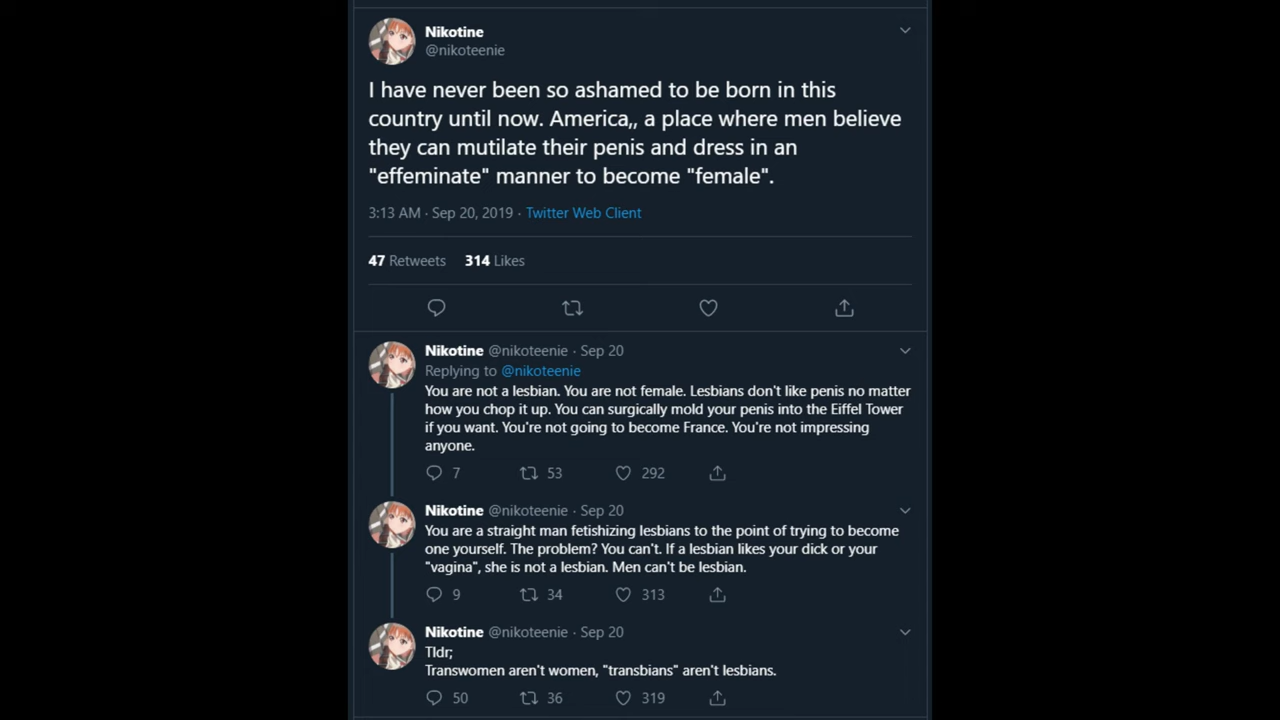 Nikotine
@nikoteenie
I have never been so ashamed to be born in this
country until now. America,, a place where men believe
they can mutilate their penis and dress in an
"effeminate" manner to become "female".
3:13 AM · Sep 20, 2019 · Twitter Web Client
47 Retweets 314 Likes
Nikotine @nikoteenie · Sep 20
Replying to @nikoteenie
You are not a lesbian. You are not female. Lesbians don't like penis no matter
how you chop it up. You can surgically mold your penis into the Eiffel Tower
if you want. You're not going to become France. You're not impressing
anyone.
7 53 292
Nikotine @nikoteenie · Sep 20
You are a straight man fetishizing lesbians to the point of trying to become
one yourself. The problem? You can't. If a lesbian likes your dick or your
"vagina", she is not a lesbian. Men can't be lesbian.
9 34 313
Nikotine @nikoteenie · Sep 20
Tldr;
Transwomen aren't women, "transbians" aren't lesbians.
50 36 319